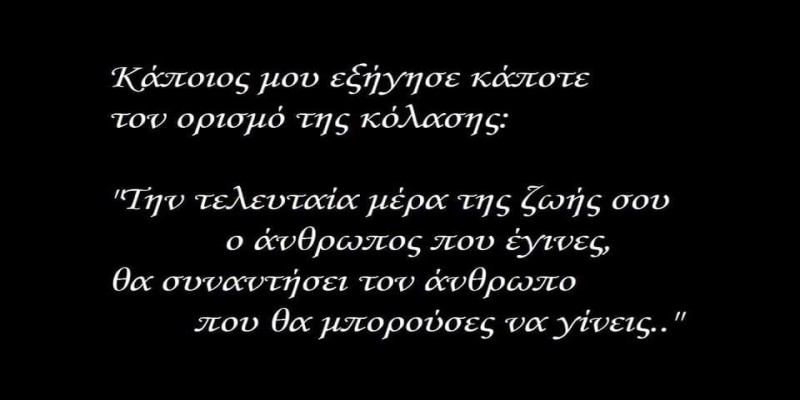 Κάποιος μου εξήγησε κάποτε
τον ορισμό της κόλασης:
"Την τελευταία μέρα της ζωής σου
ο άνθρωπος που έγινες,
θα συναντήσει τον άνθρωπο
που θα μπορούσες να γίνεις.."